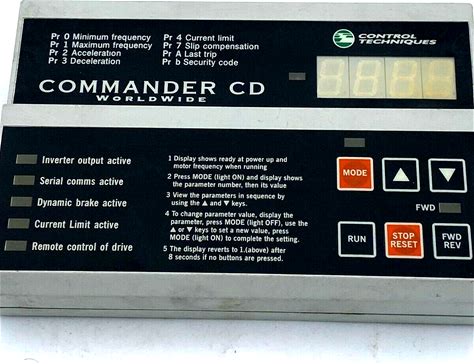 Pr 0 Minimum frequency
Pr 1 Maximum frequency
Pr 2 Acceleration
Pr 3 Deceleration
Pr 4 Current limit
Pr 7 Slip compensation
Pr A Last trip
Pr b Security code
CONTROL
TECHNIQUES
COMMANDER CD
WORLDWIDE
Inverter output active
Serial comms active
Dynamic brake active
Current Limit active
Remote control of drive
1 Display shows ready at power up and
motor frequency when running
2 Press MODE (light ON) and display shows
the parameter number, then its value
3 View the parameters in sequence by
using the ▲ and ▼ keys.
4 To change parameter value, display the
parameter, press MODE (light OFF), use the
▲ or ▼ keys to set a new value, press
MODE (light ON) to complete the setting.
5 The display reverts to 1.(above) after
8 seconds if no buttons are pressed.
MODE
▲
▼
FWD
RUN
STOP
RESET
FWD
REV